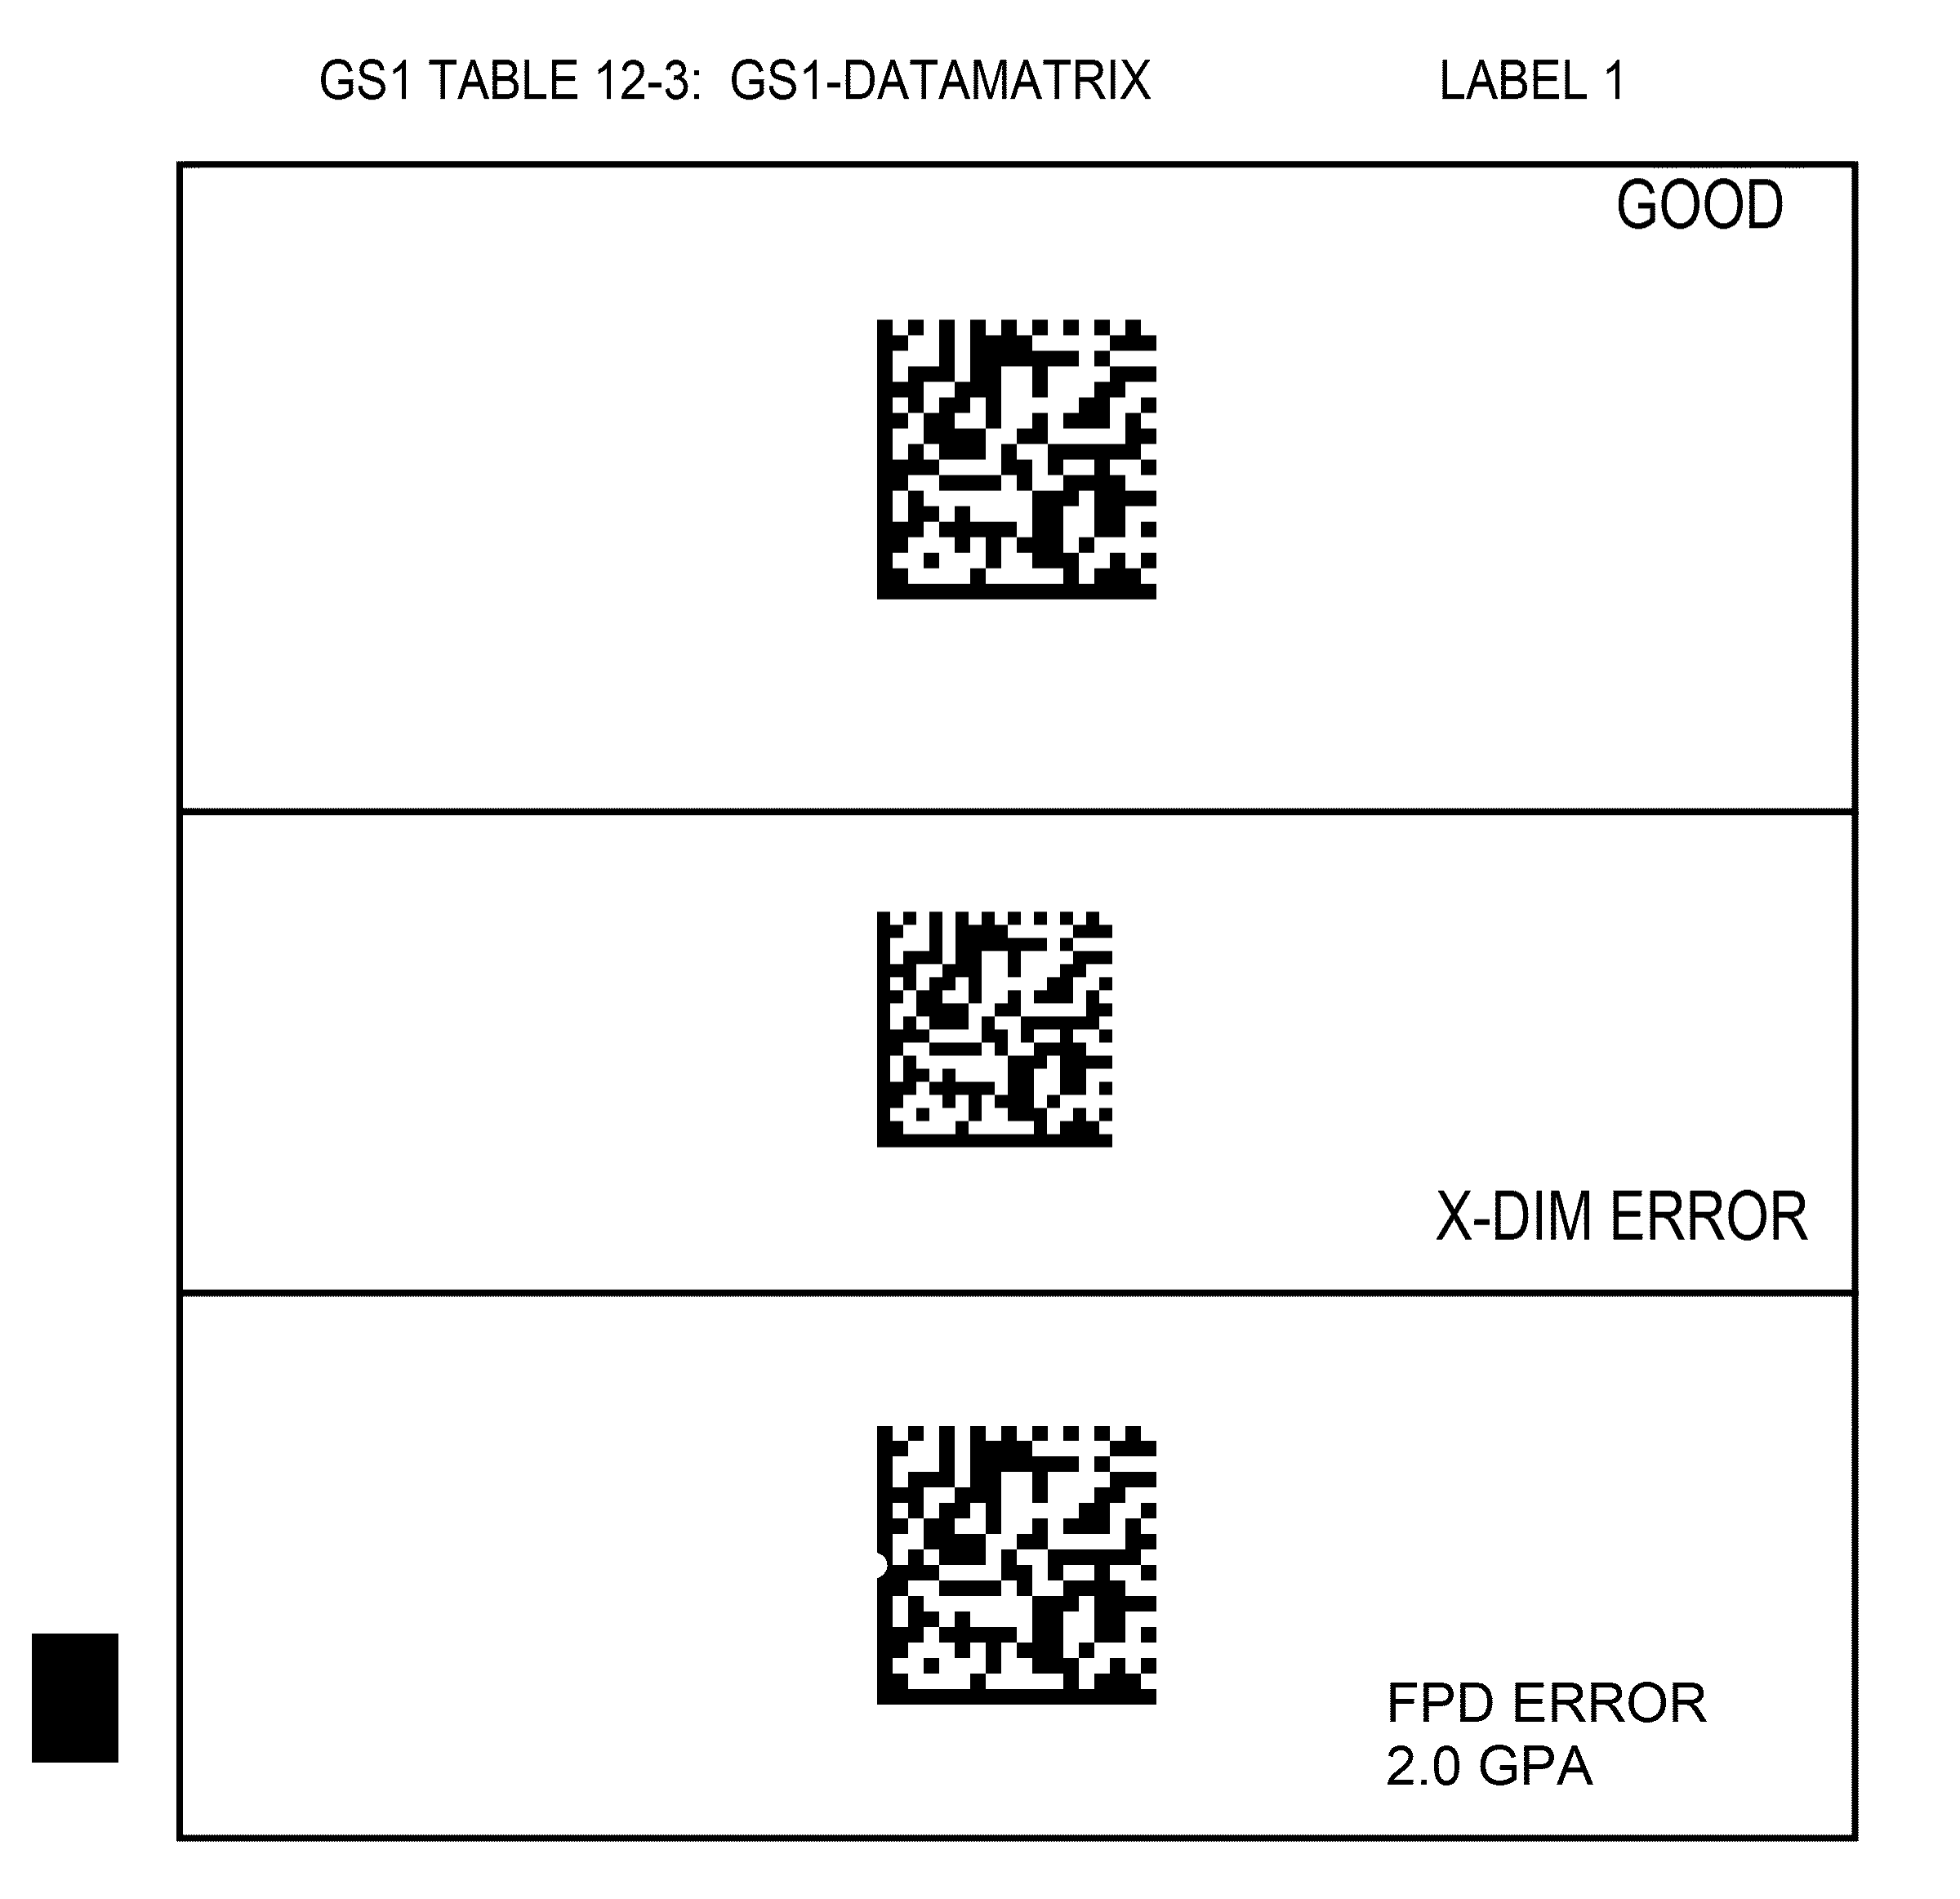 GS1 TABLE 12-3: GS1-DATAMATRIX LABEL 1
GOOD
X-DIM ERROR
FPD ERROR
2.0 GPA